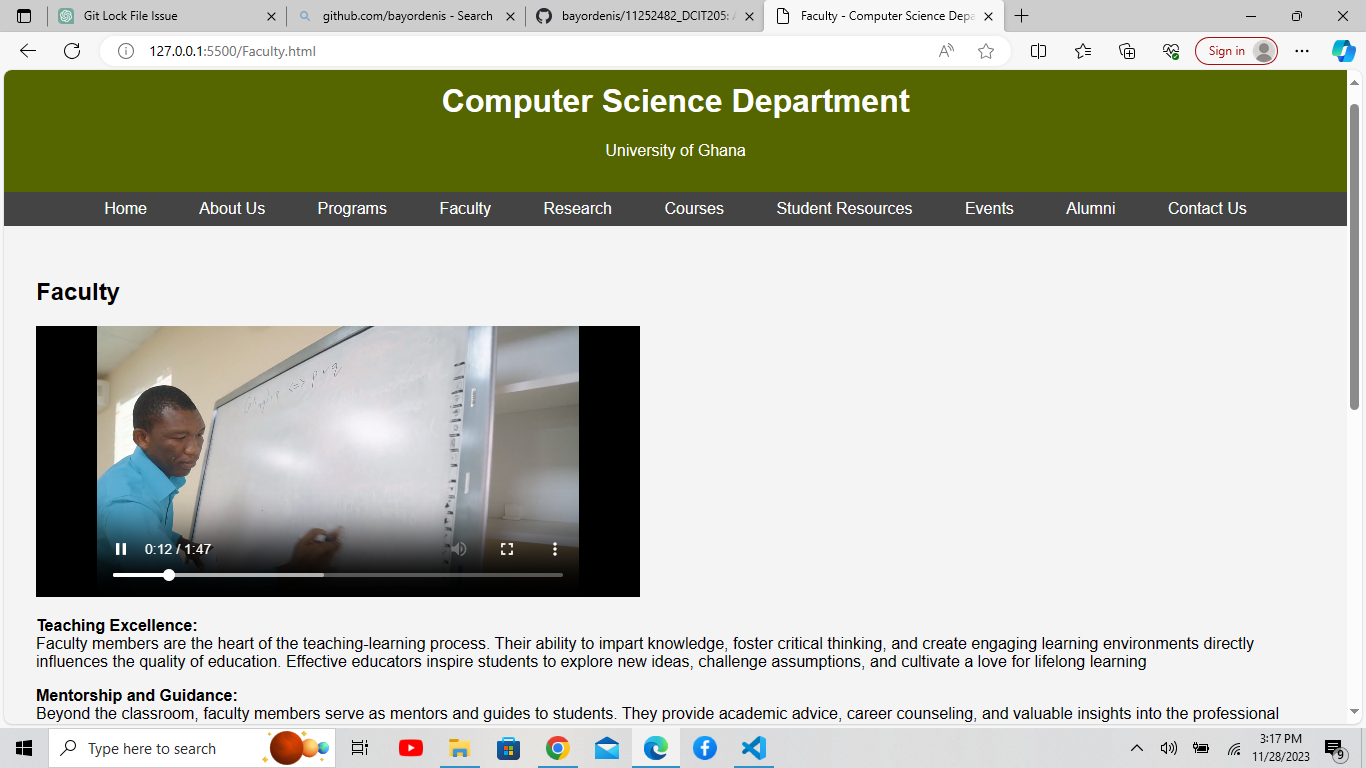 Git Lock File Issue
github.com/bayordenis - Search
bayordenis/11252482_DCIT205: A
Faculty - Computer Science Depa
127.0.0.1:5500/Faculty.html
Sign in
Computer Science Department
University of Ghana
Home About Us Programs Faculty Research Courses Student Resources Events Alumni Contact Us
Faculty
0:12 / 1:47
Teaching Excellence:
Faculty members are the heart of the teaching-learning process. Their ability to impart knowledge, foster critical thinking, and create engaging learning environments directly
influences the quality of education. Effective educators inspire students to explore new ideas, challenge assumptions, and cultivate a love for lifelong learning
Mentorship and Guidance:
Beyond the classroom, faculty members serve as mentors and guides to students. They provide academic advice, career counseling, and valuable insights into the professional
Type here to search
3:17 PM
11/28/2023
9